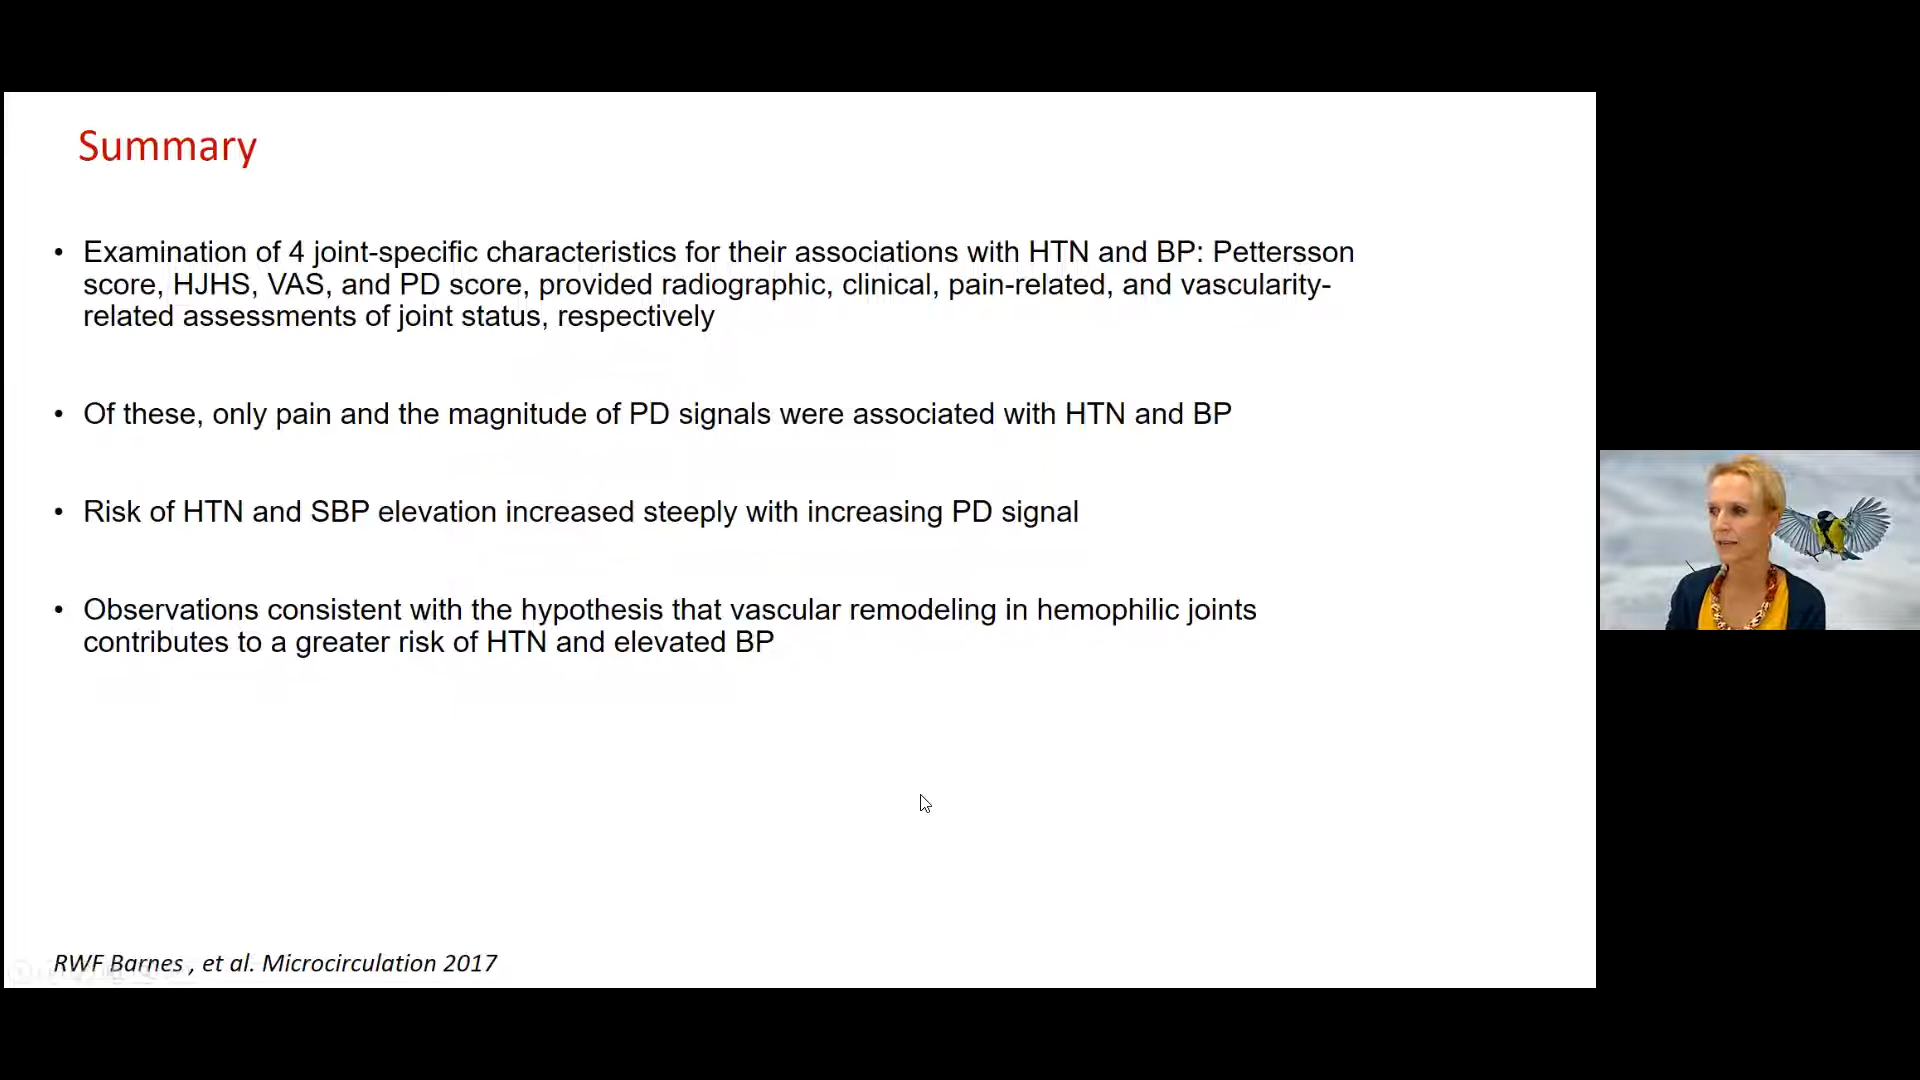 Summary
• Examination of 4 joint-specific characteristics for their associations with HTN and BP: Pettersson
score, HJHS, VAS, and PD score, provided radiographic, clinical, pain-related, and vascularity-
related assessments of joint status, respectively
• Of these, only pain and the magnitude of PD signals were associated with HTN and BP
• Risk of HTN and SBP elevation increased steeply with increasing PD signal
• Observations consistent with the hypothesis that vascular remodeling in hemophilic joints
contributes to a greater risk of HTN and elevated BP
RWF Barnes , et al. Microcirculation 2017